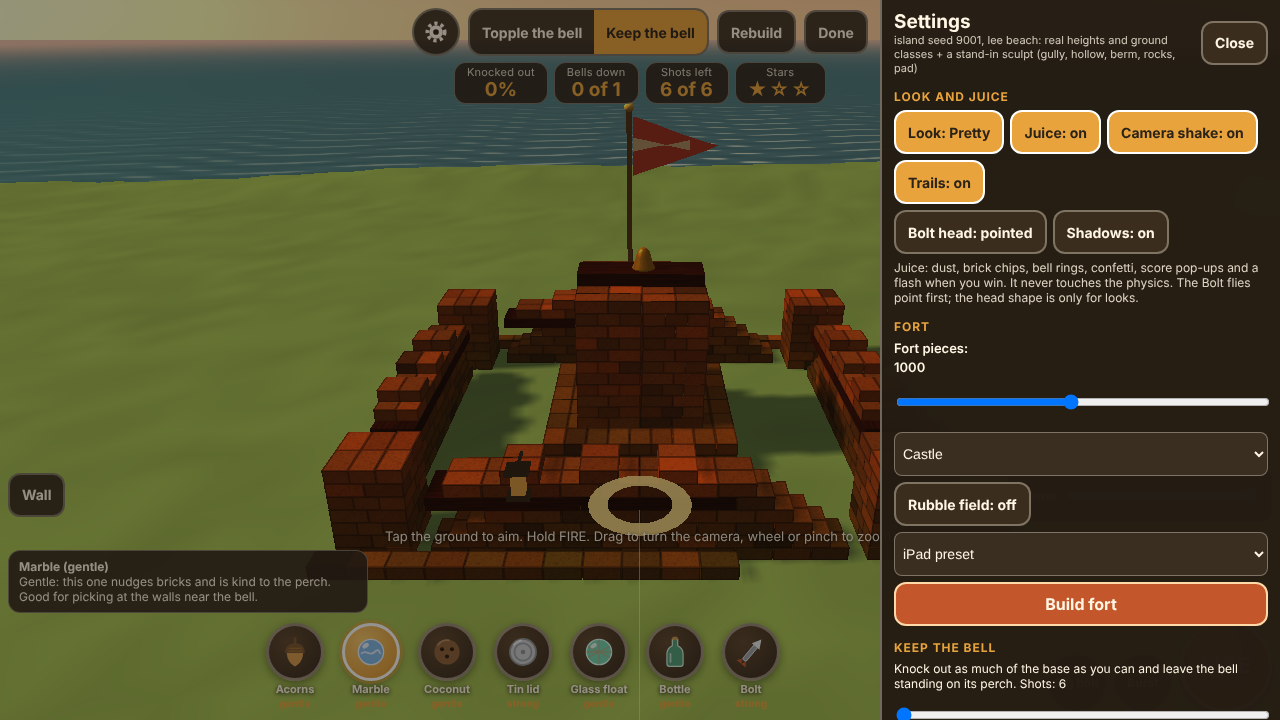 Topple the bell
Keep the bell
Rebuild
Done
Knocked out
0%
Bells down
0 of 1
Shots left
6 of 6
Stars
★ ☆ ☆
Wall
Tap the ground to aim. Hold FIRE. Drag to turn the camera, wheel or pinch to zoo
Marble (gentle)
Gentle: this one nudges bricks and is kind to the perch.
Good for picking at the walls near the bell.
Acorns
Marble
Coconut
Tin lid
Glass float
Bottle
Bolt
Settings
island seed 9001, lee beach: real heights and ground
classes + a stand-in sculpt (gully, hollow, berm, rocks,
pad)
Close
LOOK AND JUICE
Look: Pretty
Juice: on
Camera shake: on
Trails: on
Bolt head: pointed
Shadows: on
Juice: dust, brick chips, bell rings, confetti, score pop-ups and a
flash when you win. It never touches the physics. The Bolt flies
point first; the head shape is only for looks.
FORT
Fort pieces:
1000
Castle
Rubble field: off
iPad preset
Build fort
KEEP THE BELL
Knock out as much of the base as you can and leave the bell
standing on its perch. Shots: 6